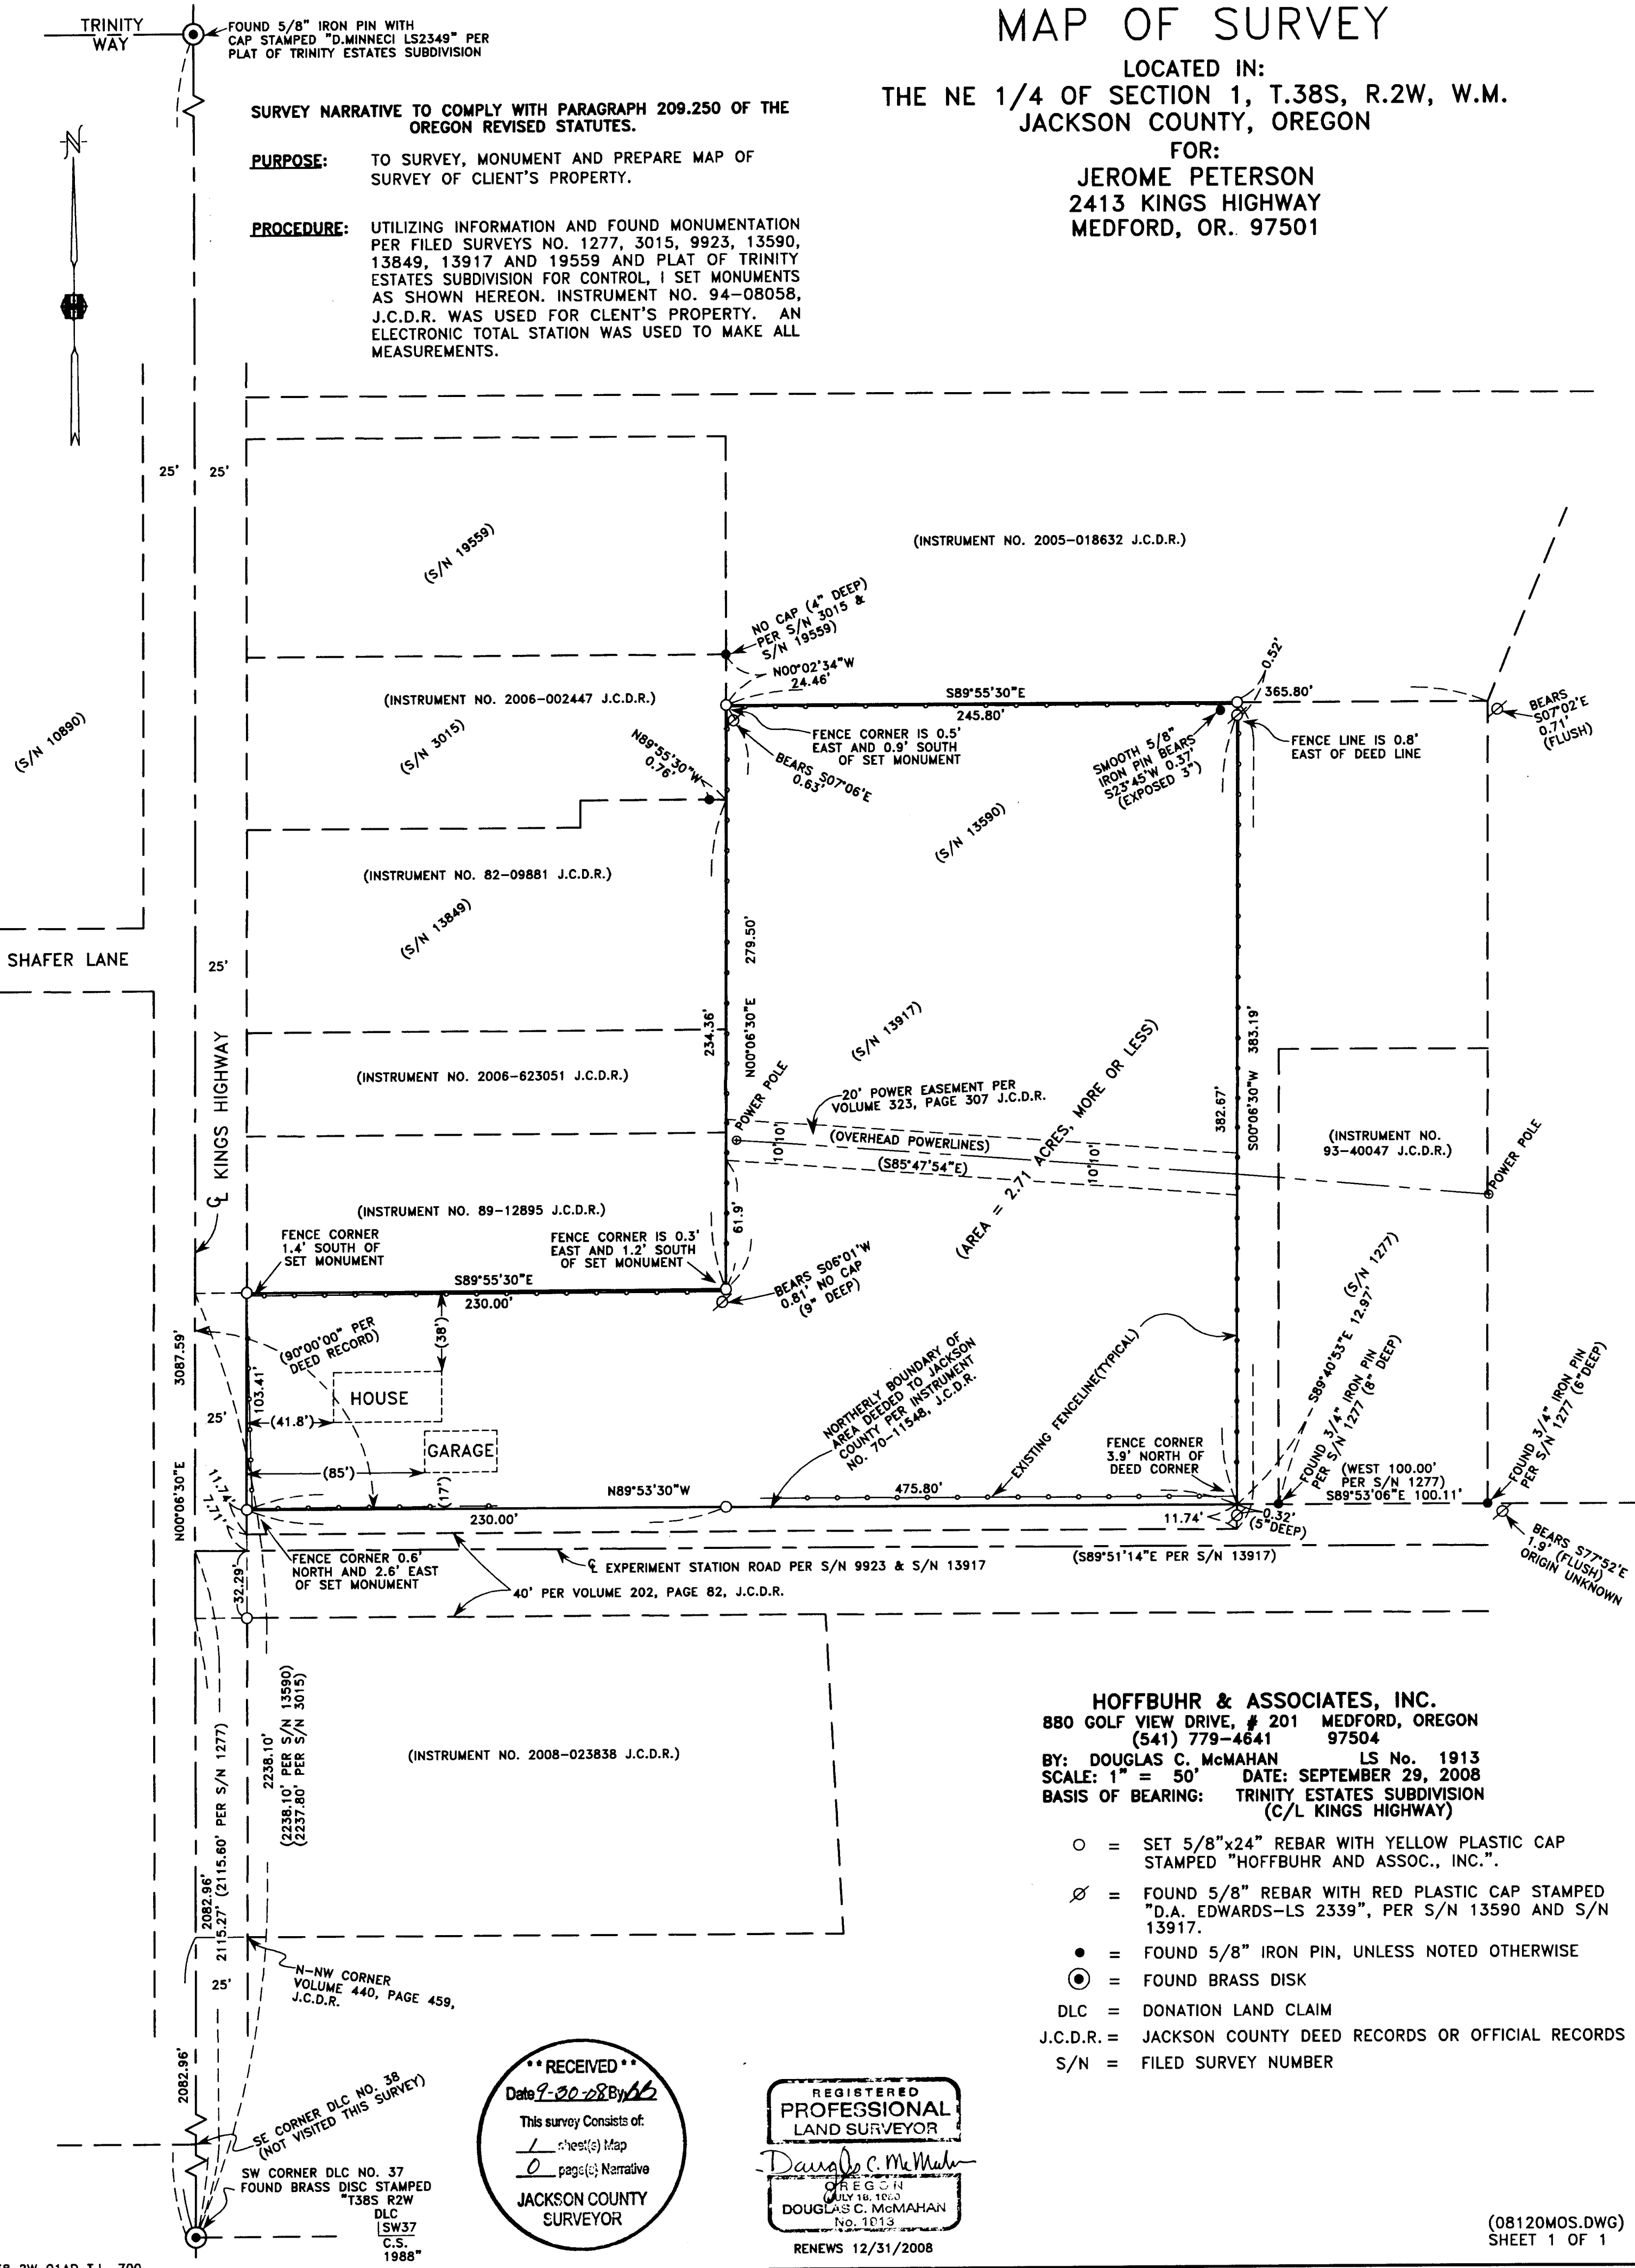 TRINITY
WAY
FOUND 5/8" IRON PIN WITH
CAP STAMPED "D.MINNECI LS2349" PER
PLAT OF TRINITY ESTATES SUBDIVISION
MAP OF SURVEY
LOCATED IN:
THE NE 1/4 OF SECTION 1, T.38S, R.2W, W.M.
JACKSON COUNTY, OREGON
FOR:
JEROME PETERSON
2413 KINGS HIGHWAY
MEDFORD, OR. 97501
N
SURVEY NARRATIVE TO COMPLY WITH PARAGRAPH 209.250 OF THE
OREGON REVISED STATUTES.
PURPOSE: TO SURVEY, MONUMENT AND PREPARE MAP OF
SURVEY OF CLIENT'S PROPERTY.
PROCEDURE: UTILIZING INFORMATION AND FOUND MONUMENTATION
PER FILED SURVEYS NO. 1277, 3015, 9923, 13590,
13849, 13917 AND 19559 AND PLAT OF TRINITY
ESTATES SUBDIVISION FOR CONTROL, I SET MONUMENTS
AS SHOWN HEREON. INSTRUMENT NO. 94-08058,
J.C.D.R. WAS USED FOR CLENT'S PROPERTY. AN
ELECTRONIC TOTAL STATION WAS USED TO MAKE ALL
MEASUREMENTS.
25' 25'
(S/N 19559)
(INSTRUMENT NO. 2005-018632 J.C.D.R.)
NO CAP (4" DEEP)
PER S/N 3015 &
S/N 19559)
N00°02'34"W
24.46'
(INSTRUMENT NO. 2006-002447 J.C.D.R.)
S89°55'30"E
245.80'
0.52'
365.80'
BEARS
S07°02'E
0.71'
(FLUSH)
(S/N 10890)
(S/N 3015)
N89°55'30"W
0.76'
FENCE CORNER IS 0.5'
EAST AND 0.9' SOUTH
OF SET MONUMENT
BEARS S07°06'E
0.63'
SMOOTH 5/8"
IRON PIN BEARS
S23°45'W 0.37'
(EXPOSED 3")
FENCE LINE IS 0.8'
EAST OF DEED LINE
(S/N 13590)
(INSTRUMENT NO. 82-09881 J.C.D.R.)
(S/N 13849)
SHAFER LANE
25'
279.50'
234.36'
N00°06'30"E
(S/N 13917)
℄ KINGS HIGHWAY
(INSTRUMENT NO. 2006-623051 J.C.D.R.)
POWER POLE
20' POWER EASEMENT PER
VOLUME 323, PAGE 307 J.C.D.R.
10'10'
(OVERHEAD POWERLINES)
(S85°47'54"E)
10'10'
(AREA = 2.71 ACRES, MORE OR LESS)
383.19'
382.67'
S00°06'30"W
(INSTRUMENT NO.
93-40047 J.C.D.R.)
POWER POLE
(INSTRUMENT NO. 89-12895 J.C.D.R.)
61.9'
FENCE CORNER
1.4' SOUTH OF
SET MONUMENT
FENCE CORNER IS 0.3'
EAST AND 1.2' SOUTH
OF SET MONUMENT
S89°55'30"E
230.00'
BEARS S06°01'W
0.81' NO CAP
(9" DEEP)
(S/N 1277)
S89°40'53"E 12.97'
3087.59'
(90°00'00" PER
DEED RECORD)
(38')
103.41'
HOUSE
(41.8')
25'
GARAGE
(85')
(17')
NORTHERLY BOUNDARY OF
AREA DEEDED TO JACKSON
COUNTY PER INSTRUMENT
NO. 70-11548, J.C.D.R.
EXISTING FENCELINE(TYPICAL)
FENCE CORNER
3.9' NORTH OF
DEED CORNER
FOUND 3/4" IRON PIN
PER S/N 1277 (8" DEEP)
(WEST 100.00'
PER S/N 1277)
S89°53'06"E 100.11'
FOUND 3/4" IRON PIN
PER S/N 1277 (6"DEEP)
N00°06'30"E
11.74'
7.71'
N89°53'30"W
475.80'
230.00'
11.74'
0.32'
(5"DEEP)
FENCE CORNER 0.6'
NORTH AND 2.6' EAST
OF SET MONUMENT
℄ EXPERIMENT STATION ROAD PER S/N 9923 & S/N 13917
(S89°51'14"E PER S/N 13917)
BEARS S77°52'E
1.9' (FLUSH)
ORIGIN UNKNOWN
32.29'
40' PER VOLUME 202, PAGE 82, J.C.D.R.
2238.10'
(2238.10' PER S/N 13590)
(2237.80' PER S/N 3015)
(INSTRUMENT NO. 2008-023838 J.C.D.R.)
2082.96'
2115.27' (2115.60' PER S/N 1277)
25'
N-NW CORNER
VOLUME 440, PAGE 459,
J.C.D.R.
2082.96'
SE CORNER DLC NO. 38
(NOT VISITED THIS SURVEY)
SW CORNER DLC NO. 37
FOUND BRASS DISC STAMPED
"T38S R2W
DLC
SW37
C.S.
1988"
HOFFBUHR & ASSOCIATES, INC.
880 GOLF VIEW DRIVE, # 201 MEDFORD, OREGON
(541) 779-4641 97504
BY: DOUGLAS C. McMAHAN LS No. 1913
SCALE: 1" = 50' DATE: SEPTEMBER 29, 2008
BASIS OF BEARING: TRINITY ESTATES SUBDIVISION
(C/L KINGS HIGHWAY)
○ = SET 5/8"x24" REBAR WITH YELLOW PLASTIC CAP
STAMPED "HOFFBUHR AND ASSOC., INC.".
∅ = FOUND 5/8" REBAR WITH RED PLASTIC CAP STAMPED
"D.A. EDWARDS-LS 2339", PER S/N 13590 AND S/N
13917.
● = FOUND 5/8" IRON PIN, UNLESS NOTED OTHERWISE
◉ = FOUND BRASS DISK
DLC = DONATION LAND CLAIM
J.C.D.R. = JACKSON COUNTY DEED RECORDS OR OFFICIAL RECORDS
S/N = FILED SURVEY NUMBER
** RECEIVED **
Date 9-30-08 By
This survey Consists of:
1 sheet(s) Map
0 page(s) Narrative
JACKSON COUNTY
SURVEYOR
REGISTERED
PROFESSIONAL
LAND SURVEYOR
Douglas C. McMahan
OREGON
JULY 18, 1980
DOUGLAS C. McMAHAN
No. 1913
RENEWS 12/31/2008
(08120MOS.DWG)
SHEET 1 OF 1